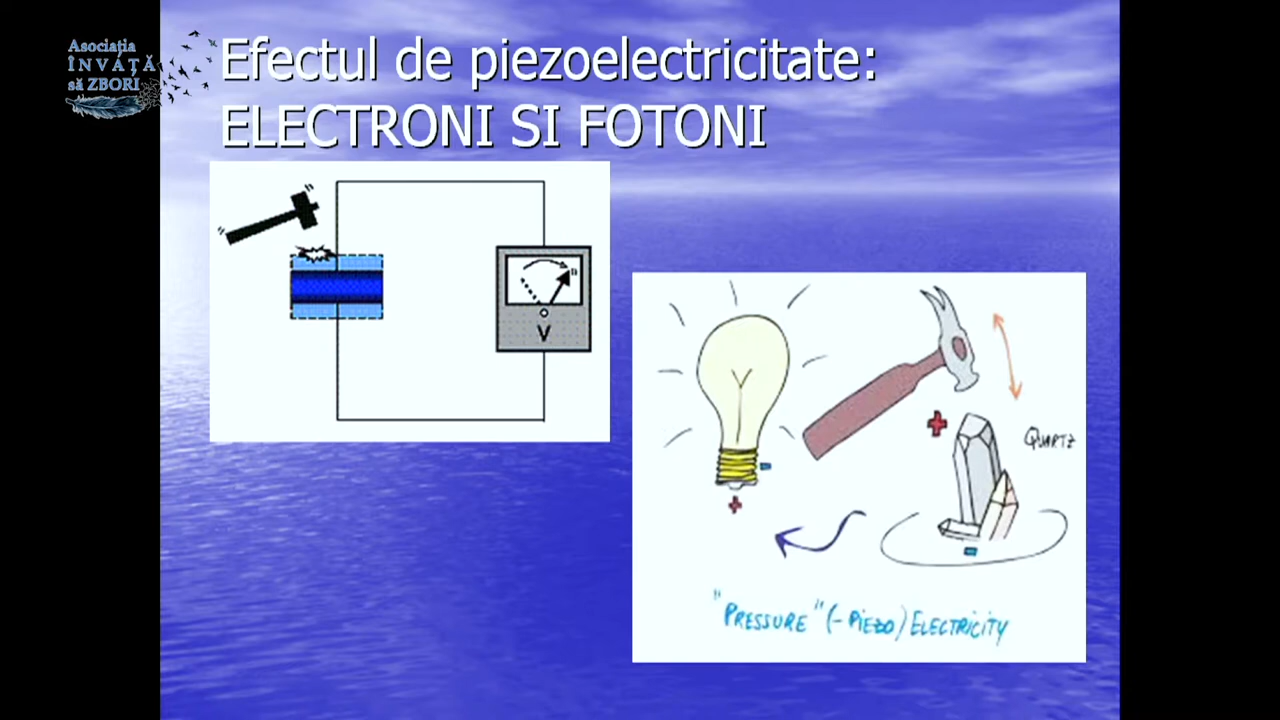 Asociația
ÎNVAȚĂ
să ZBORI
Efectul de piezoelectricitate:
ELECTRONI SI FOTONI
V
+
-
+
QUARTZ
-
"PRESSURE" (-PIEZO) ELECTRICITY